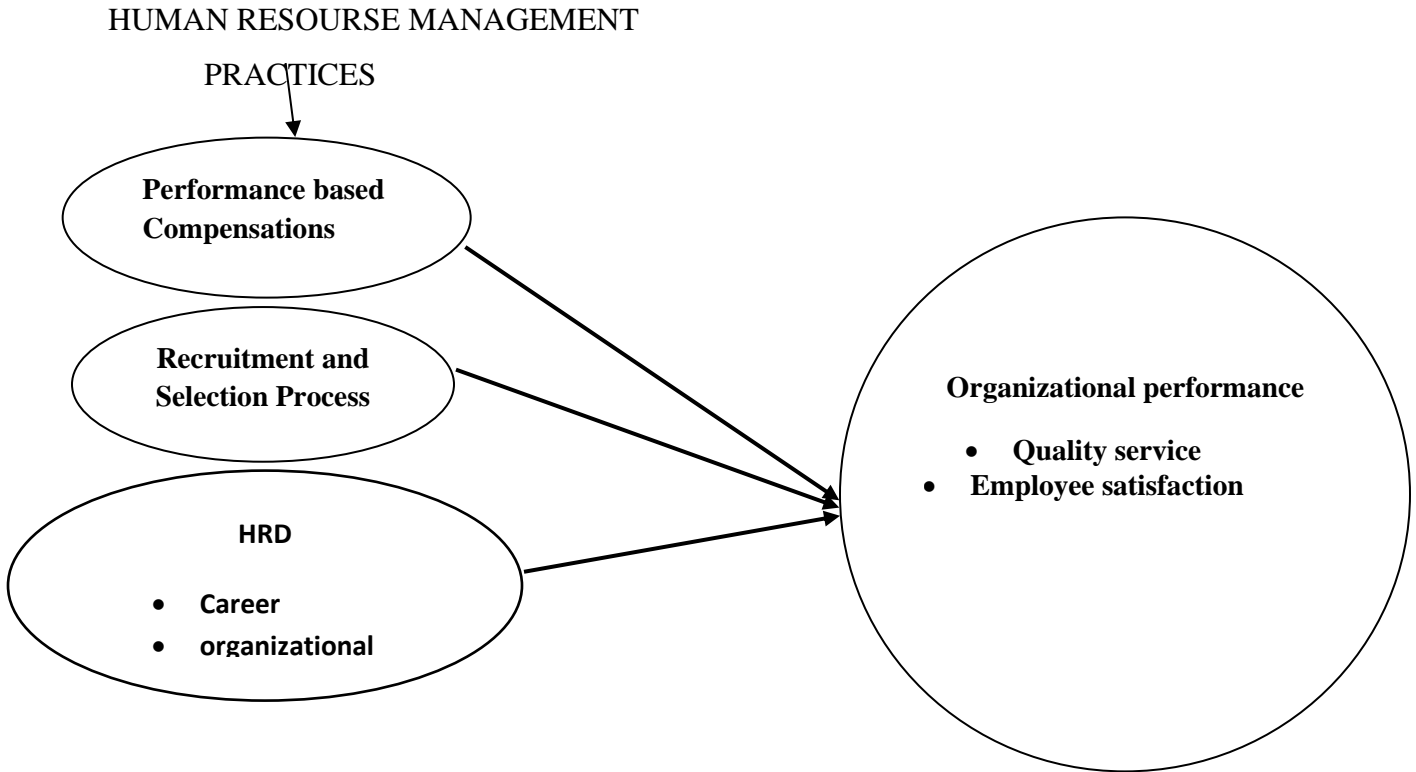 HUMAN RESOURSE MANAGEMENT
PRACTICES
Performance based
Compensations
Recruitment and
Selection Process
HRD
• Career
• organizational
Organizational performance
• Quality service
• Employee satisfaction